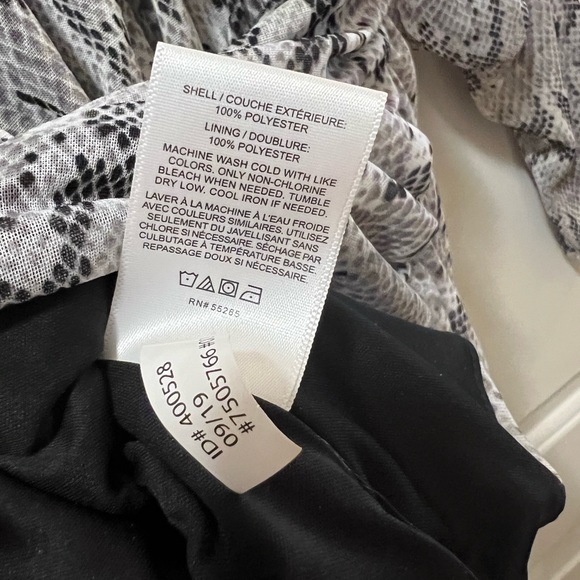 SHELL / COUCHE EXTÉRIEURE:
100% POLYESTER
LINING / DOUBLURE:
100% POLYESTER
MACHINE WASH COLD WITH LIKE
COLORS. ONLY NON-CHLORINE
BLEACH WHEN NEEDED. TUMBLE
DRY LOW. COOL IRON IF NEEDED.
LAVER À LA MACHINE À L'EAU FROIDE
AVEC COULEURS SIMILAIRES. UTILISEZ
SEULEMENT DU JAVELLISANT SANS
CHLORE SI NÉCESSAIRE. SÉCHAGE PAR
CULBUTAGE À TEMPÉRATURE BASSE.
REPASSAGE DOUX SI NÉCESSAIRE.
RN# 55285
ID# 400528
09/19
#7505766